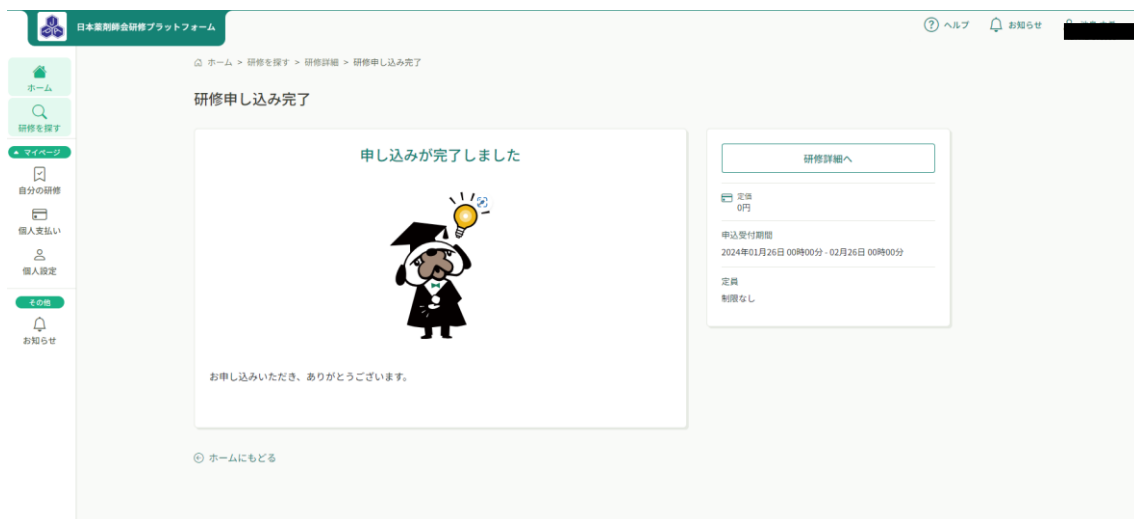 日本薬剤師会研修プラットフォーム
ヘルプ
お知らせ
ホーム > 研修を探す > 研修詳細 > 研修申し込み完了
ホーム
研修を探す
マイページ
自分の研修
個人支払い
個人設定
その他
お知らせ
研修申し込み完了
申し込みが完了しました
お申し込みいただき、ありがとうございます。
研修詳細へ
定価
0円
申込受付期間
2024年01月26日 00時00分 - 02月26日 00時00分
定員
制限なし
ホームにもどる